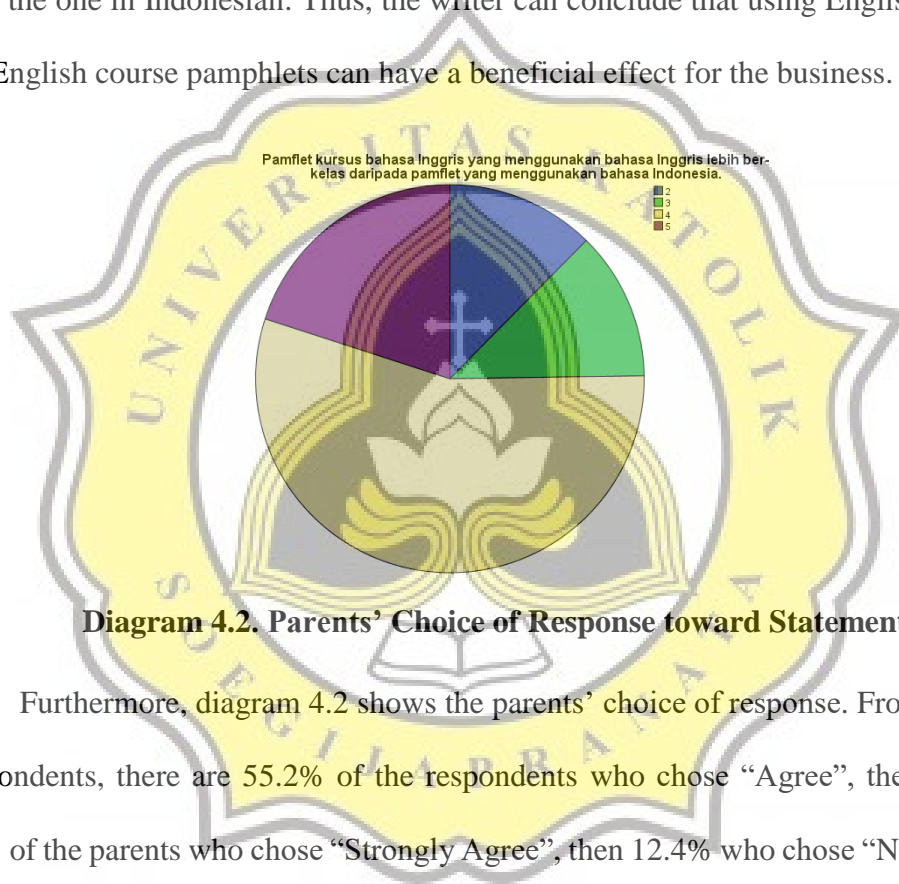 the one in Indonesian. Thus, the writer can conclude that using Englis
English course pamphlets can have a beneficial effect for the business.
Pamflet kursus bahasa Inggris yang menggunakan bahasa Inggris lebih ber-
kelas daripada pamflet yang menggunakan bahasa Indonesia.
2
3
4
5
UNIVERSITAS KATOLIK
SOEGIJAPRANATA
Diagram 4.2. Parents’ Choice of Response toward Statement
Furthermore, diagram 4.2 shows the parents’ choice of response. Fro
ondents, there are 55.2% of the respondents who chose “Agree”, the
of the parents who chose “Strongly Agree”, then 12.4% who chose “N